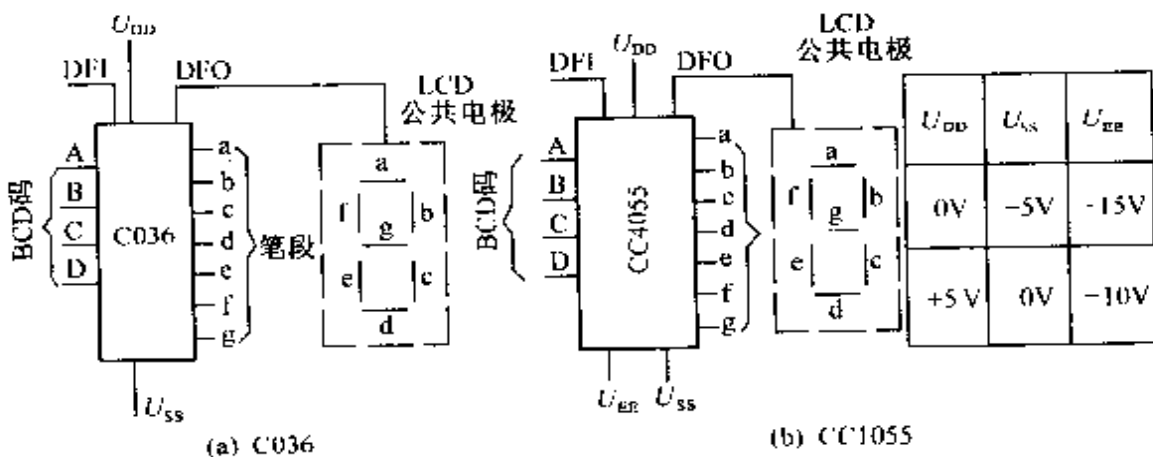 U_DD
DFI DFO
LCD
公共电极
A
B
C
D
BCD码
C036
a
b
c
d
e
f
g
笔段
a
f b
g
e c
d
U_SS
(a) C036
LCD
公共电极
U_DD
DFI DFO
A
B
C
D
BCD码
CC4055
a
b
c
d
e
f
g
a
f b
g
e c
d
U_EE U_SS
(b) CC1055
U_DD U_SS U_EE
0V -5V -15V
+5V 0V -10V